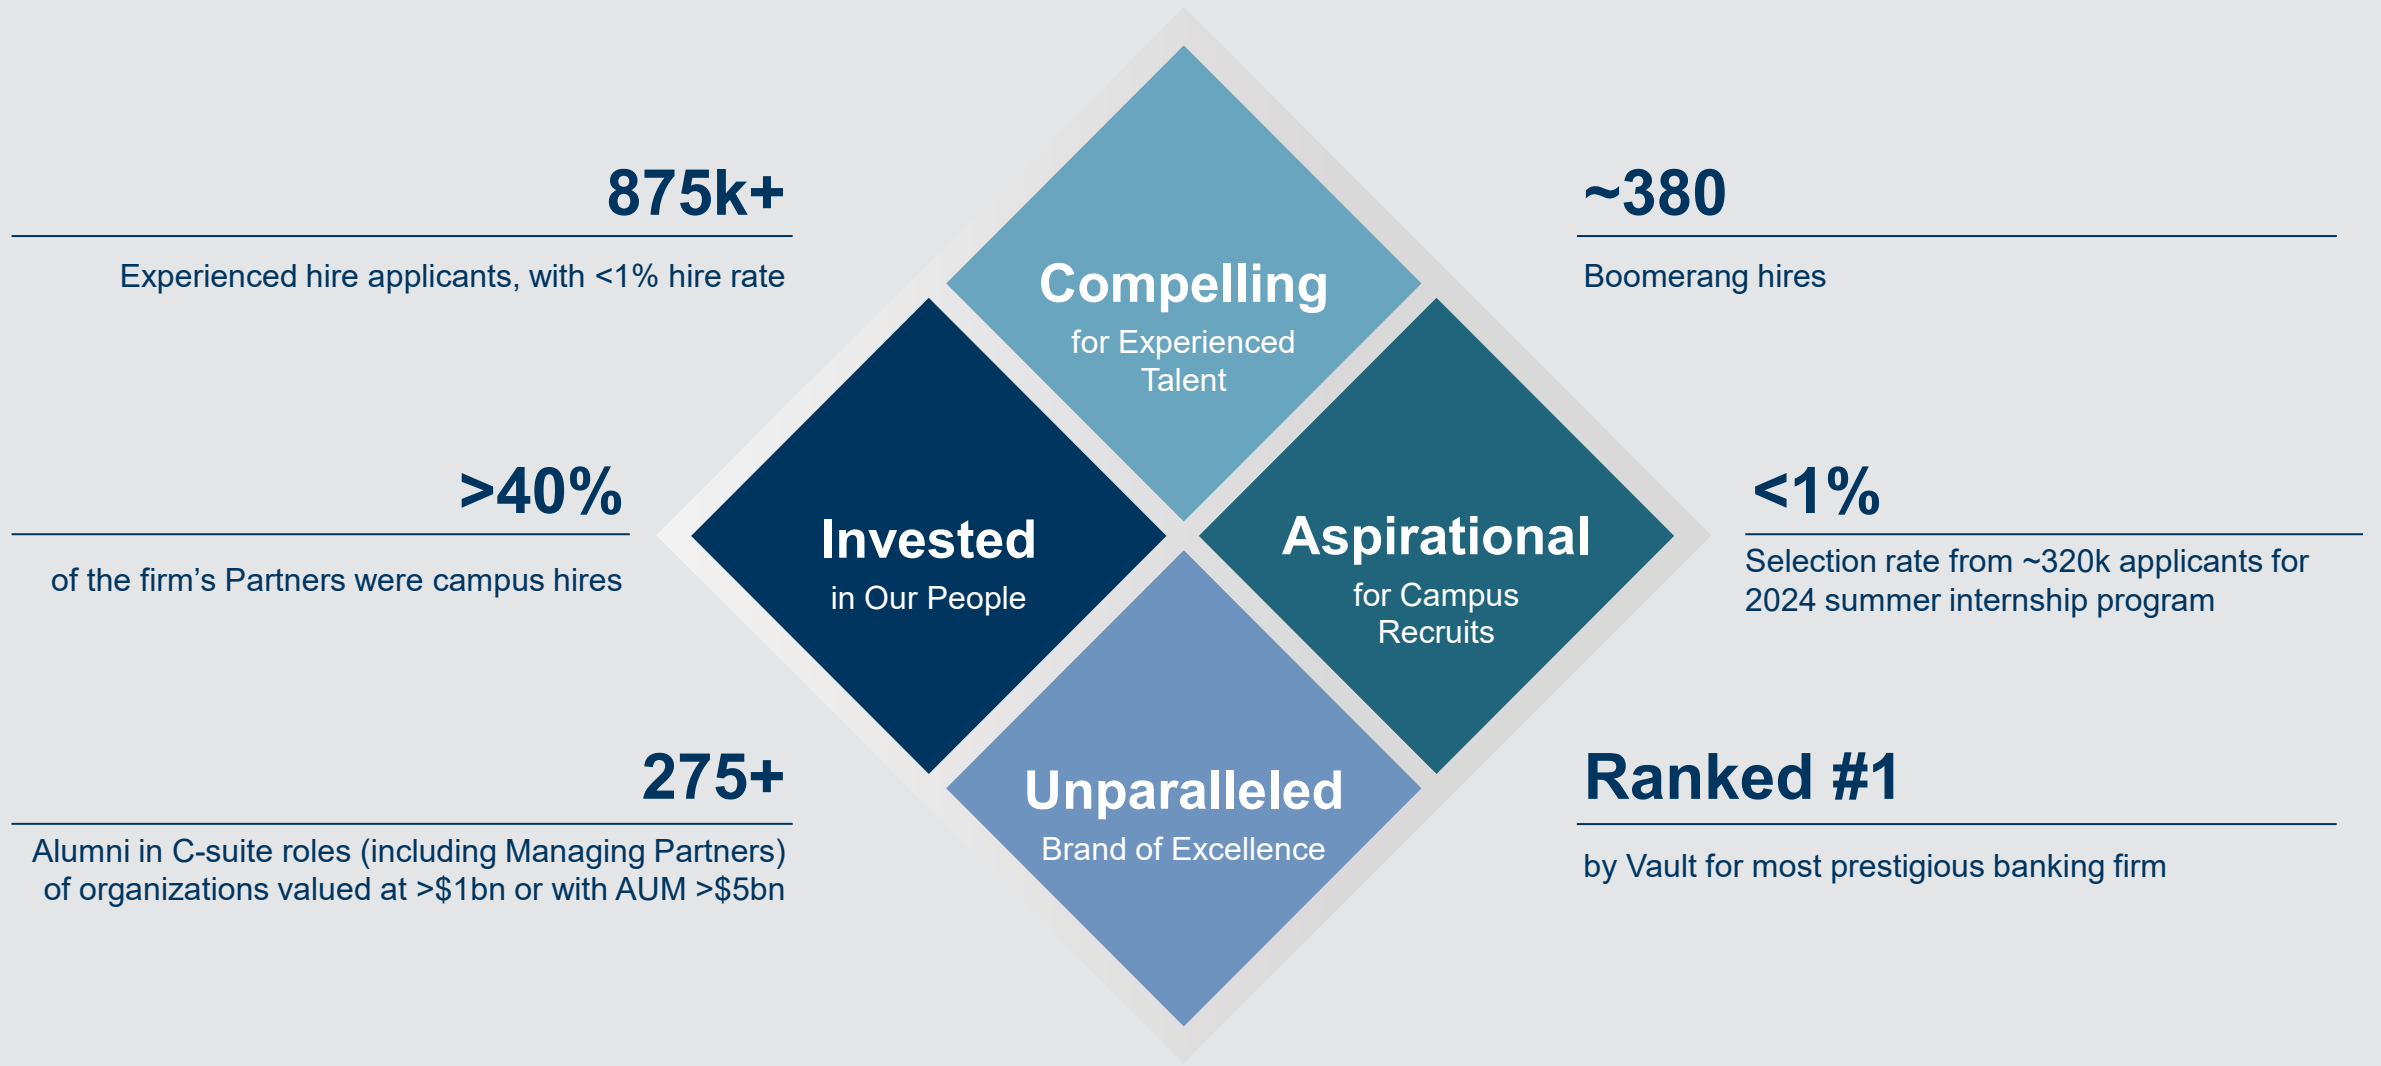 875k+
Experienced hire applicants, with <1% hire rate
~380
Boomerang hires
Compelling
for Experienced
Talent
>40%
of the firm’s Partners were campus hires
Invested
in Our People
Aspirational
for Campus
Recruits
<1%
Selection rate from ~320k applicants for
2024 summer internship program
275+
Alumni in C-suite roles (including Managing Partners)
of organizations valued at >$1bn or with AUM >$5bn
Unparalleled
Brand of Excellence
Ranked #1
by Vault for most prestigious banking firm